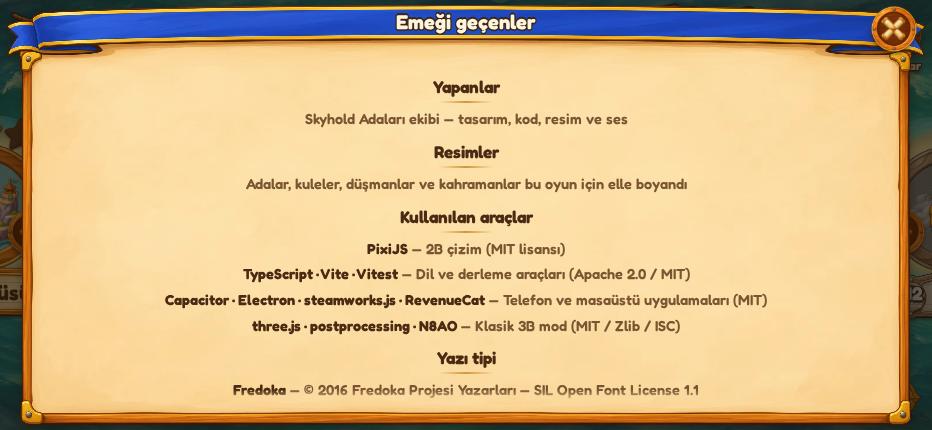 Emeği geçenler
Yapanlar
Skyhold Adaları ekibi — tasarım, kod, resim ve ses
Resimler
Adalar, kuleler, düşmanlar ve kahramanlar bu oyun için elle boyandı
Kullanılan araçlar
PixiJS — 2B çizim (MIT lisansı)
TypeScript · Vite · Vitest — Dil ve derleme araçları (Apache 2.0 / MIT)
Capacitor · Electron · steamworks.js · RevenueCat — Telefon ve masaüstü uygulamaları (MIT)
three.js · postprocessing · N8AO — Klasik 3B mod (MIT / Zlib / ISC)
Yazı tipi
Fredoka — © 2016 Fredoka Projesi Yazarları — SIL Open Font License 1.1